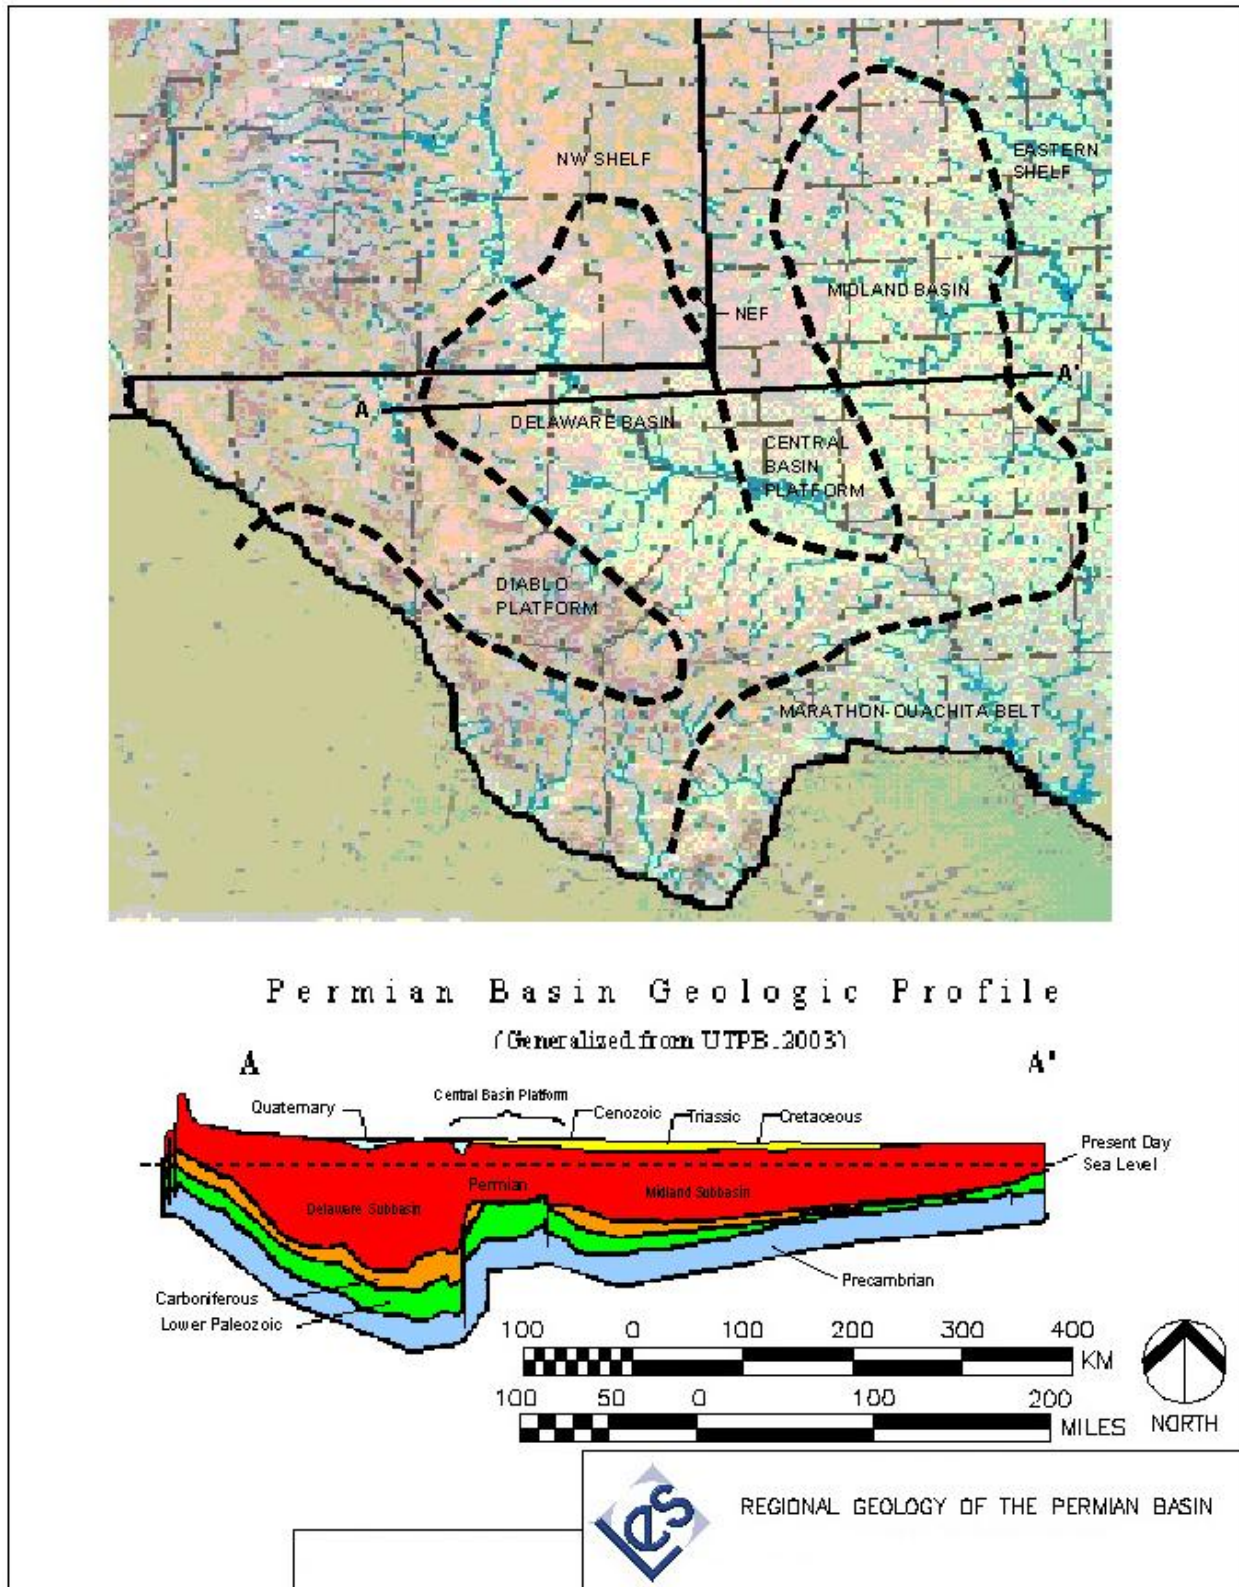 NW SHELF
EASTERN
SHELF
MIDLAND BASIN
NEF
A
A'
DELAWARE BASIN
CENTRAL
BASIN
PLATFORM
DIABLO
PLATFORM
MARATHON-OUACHITA BELT
Permian Basin Geologic Profile
(Generalized from UTPB, 2003)
A
A'
Central Basin Platform
Quaternary
Cenozoic
Triassic
Cretaceous
Present Day
Sea Level
Permian
Midland Subbasin
Delaware Subbasin
Precambrian
Carboniferous
Lower Paleozoic
100 0 100 200 300 400
KM
100 50 0 100 200
MILES
NORTH
Les
REGIONAL GEOLOGY OF THE PERMIAN BASIN